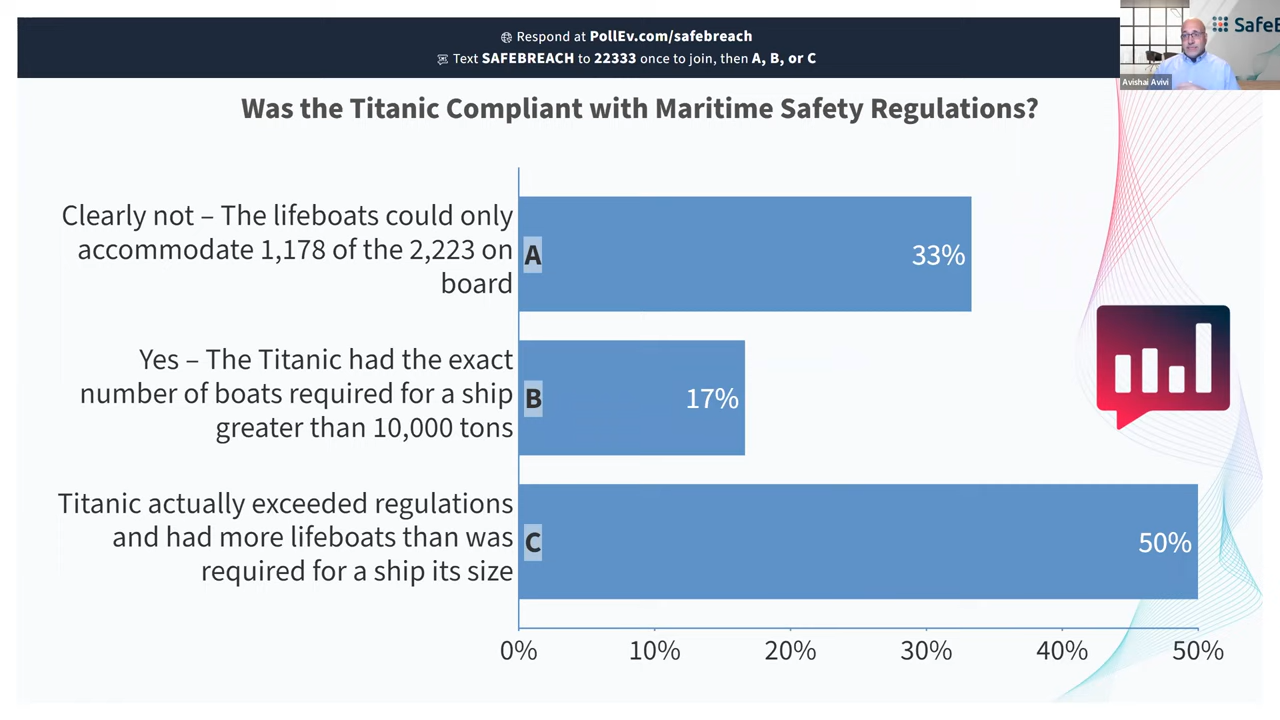 Respond at PollEv.com/safebreach
Text SAFEBREACH to 22333 once to join, then A, B, or C
SafeB
Avishai Avivi
Was the Titanic Compliant with Maritime Safety Regulations?
Clearly not – The lifeboats could only
accommodate 1,178 of the 2,223 on
board
A
33%
Yes – The Titanic had the exact
number of boats required for a ship
greater than 10,000 tons
B
17%
Titanic actually exceeded regulations
and had more lifeboats than was
required for a ship its size
C
50%
0% 10% 20% 30% 40% 50%